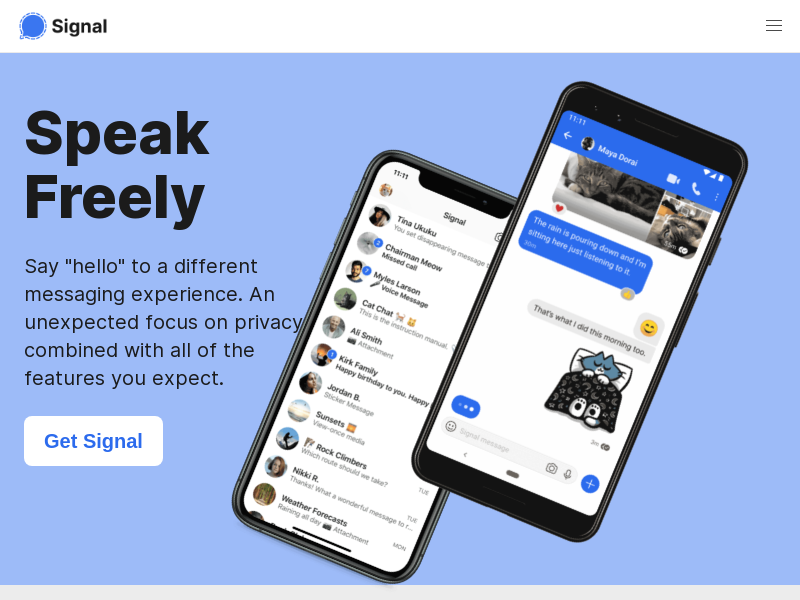 Signal
Speak
Freely
Say "hello" to a different
messaging experience. An
unexpected focus on privacy
combined with all of the
features you expect.
Get Signal
11:11
Signal
Tina Ukuku
You set disappearing message
Chairman Meow
Missed call
Myles Larson
Voice Message
Cat Chat
This is the instruction manual.
Ali Smith
Attachment
Kirk Family
Happy birthday to you. Happy
Jordan B.
Sticker Message
Sunsets
View-once media
Rock Climbers
Which route should we take?
TUE
Nikki R.
Thanks! What a wonderful message to r...
TUE
Weather Forecasts
Raining all day Attachment
MON
11:11
Maya Dorai
35m
The rain is pouring down and I'm
sitting here just listening to it.
30m
That's what I did this morning too.
3m
Signal message